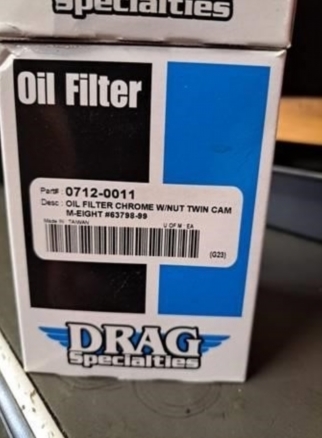 Specialties
Oil Filter
Part# : 0712-0011
Desc : OIL FILTER CHROME W/NUT TWIN CAM
M-EIGHT #63798-99
Made IN TAIWAN U OF M EA
(G23)
DRAG
Specialties